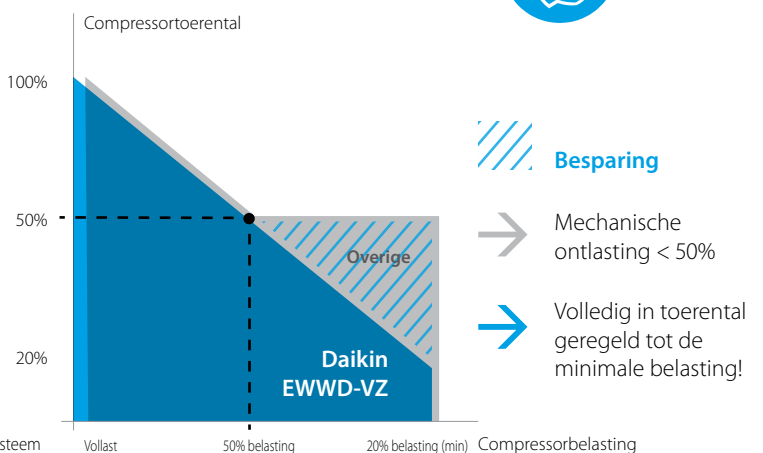 Compressortoerental
100%
50%
20%
Overige
Daikin
EWWD-VZ
Besparing
Mechanische
ontlasting < 50%
Volledig in toerental
geregeld tot de
minimale belasting!
steem
Vollast
50% belasting
20% belasting (min)
Compressorbelasting